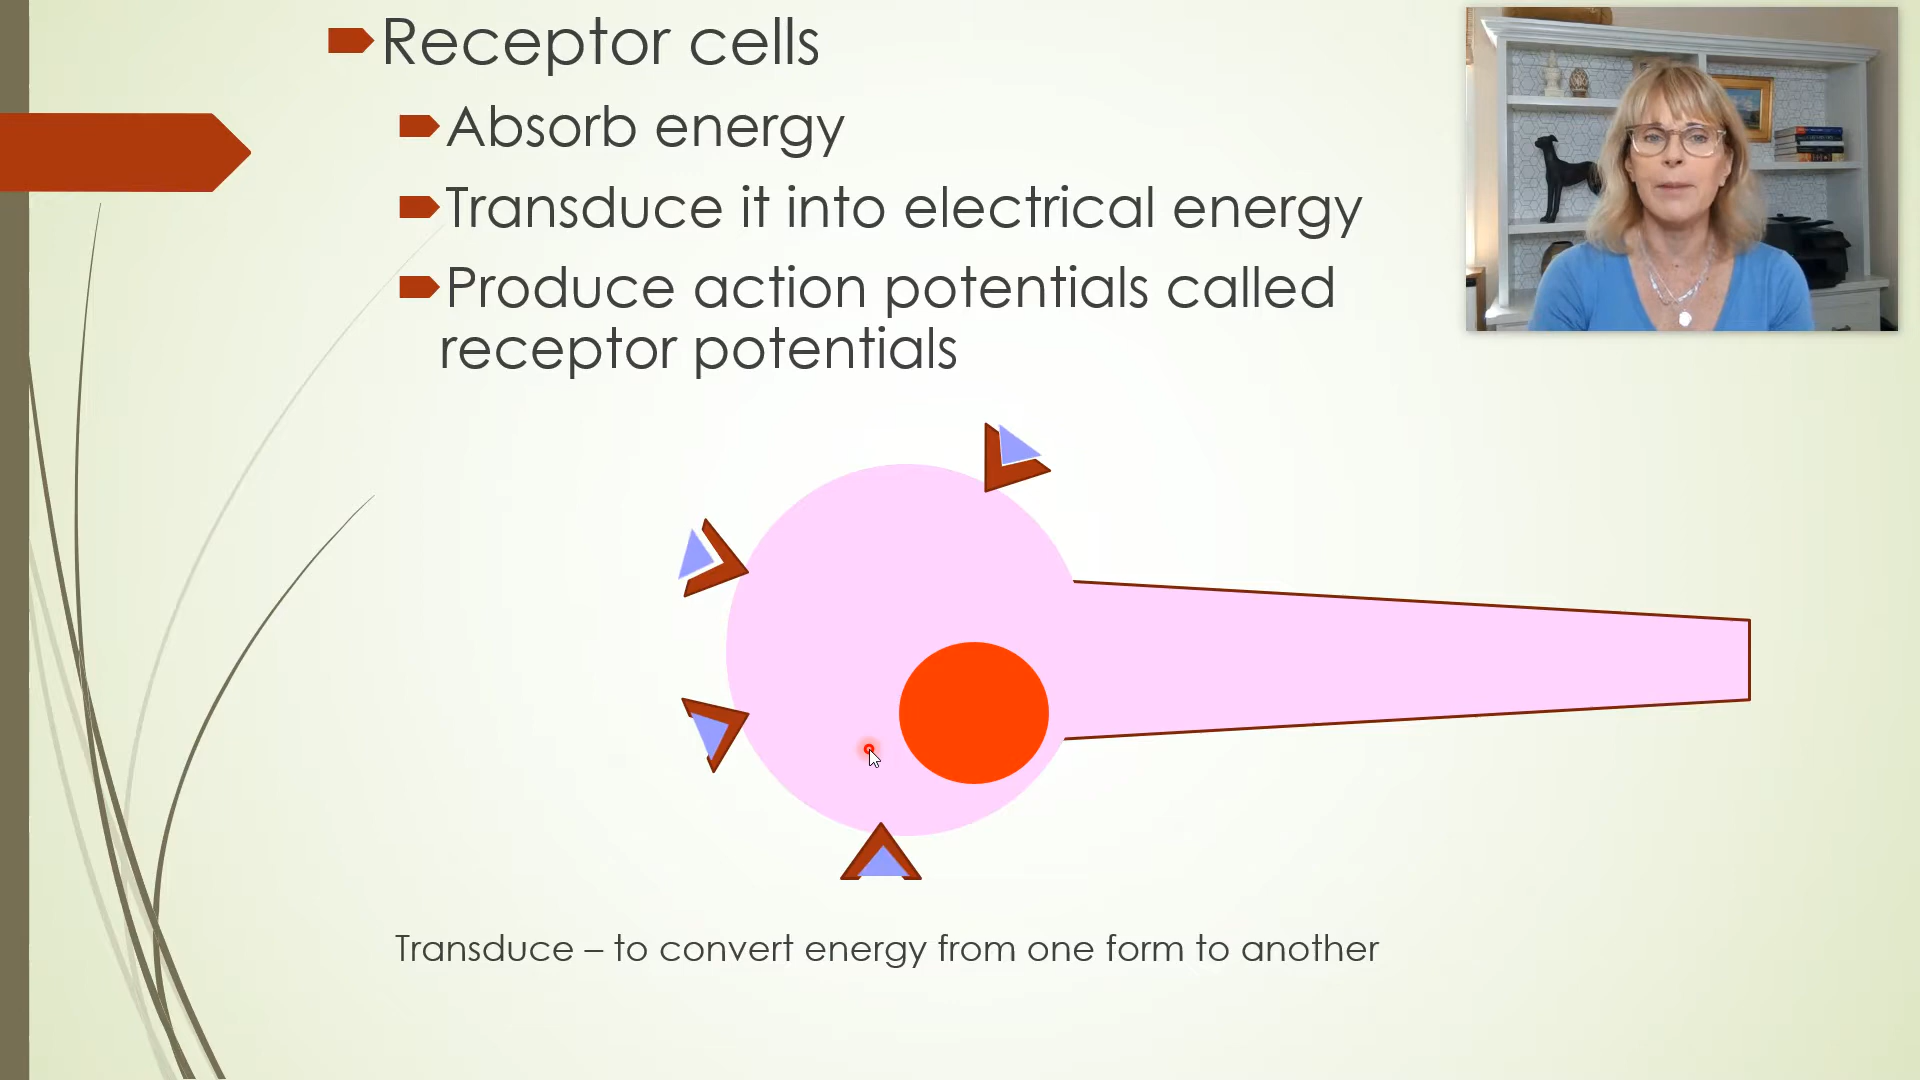 Receptor cells
Absorb energy
Transduce it into electrical energy
Produce action potentials called
receptor potentials
Transduce – to convert energy from one form to another